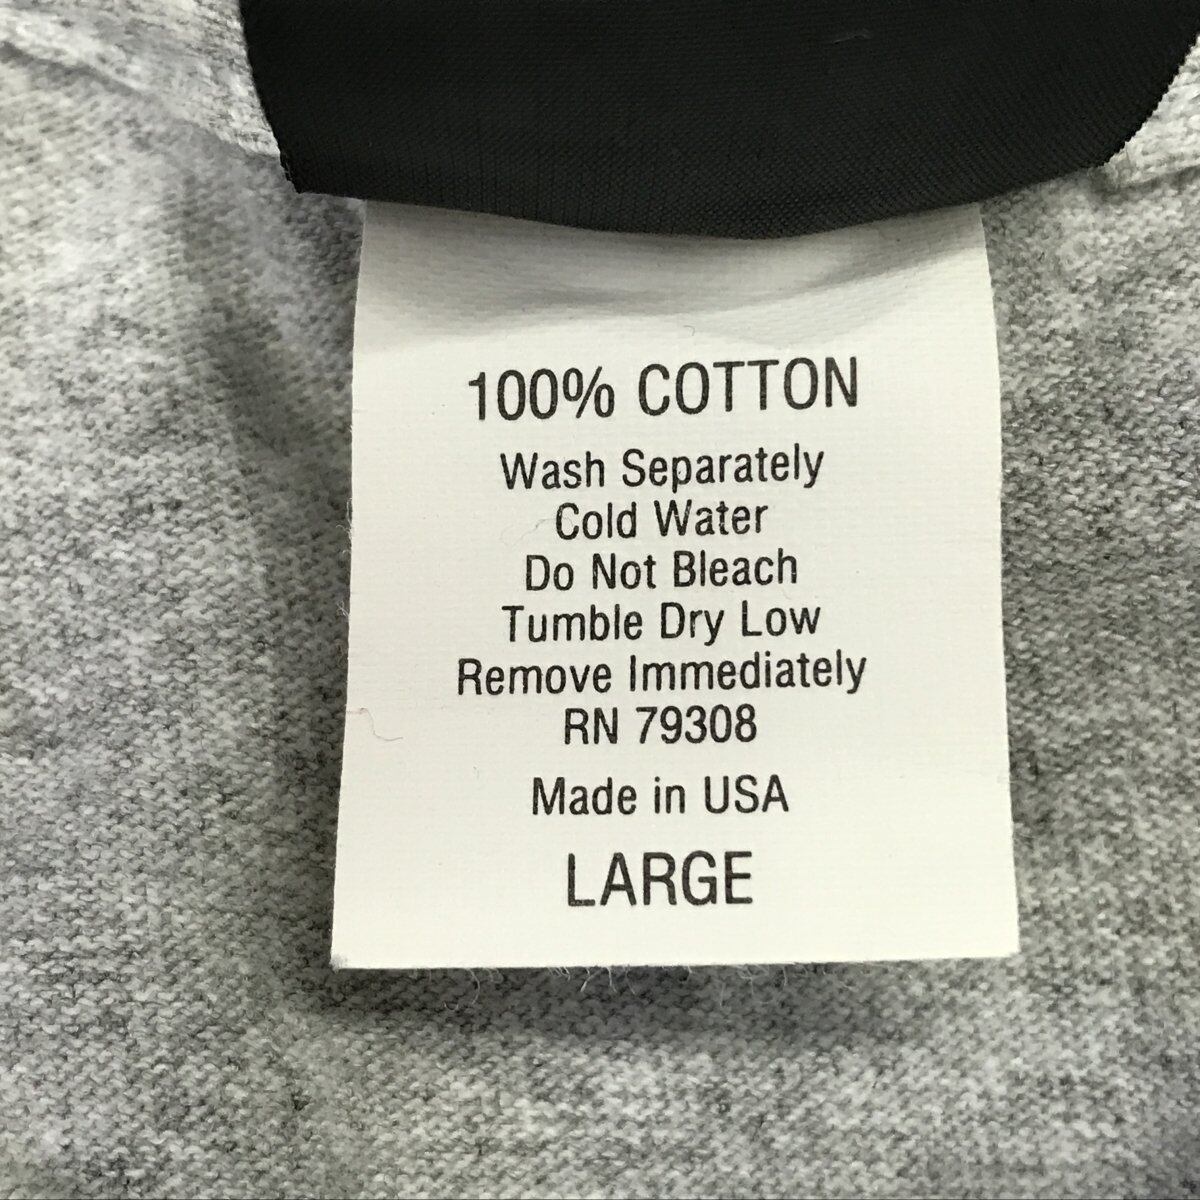 100% COTTON
Wash Separately
Cold Water
Do Not Bleach
Tumble Dry Low
Remove Immediately
RN 79308
Made in USA
LARGE